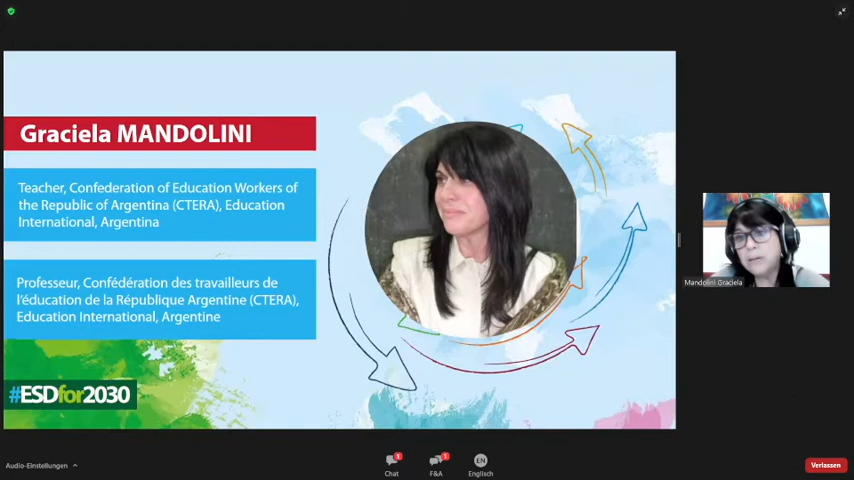 Graciela MANDOLINI
Teacher, Confederation of Education Workers of
the Republic of Argentina (CTERA), Education
International, Argentina
Professeur, Confédération des travailleurs de
l'éducation de la République Argentine (CTERA),
Education International, Argentine
#ESDfor2030
Mandolini Graciela
Audio-Einstellungen
1
Chat
1
F&A
EN
Englisch
Verlassen